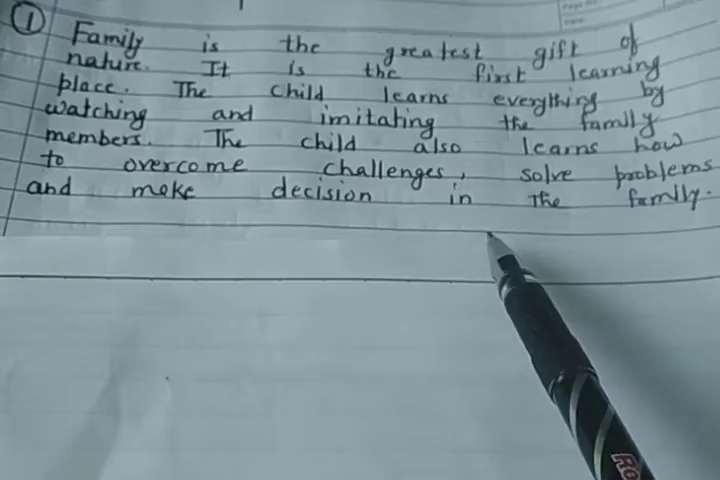 ① Family is the greatest gift of
nature. It is the first learning
place. The child learns everything by
watching and imitating the family
members. The child also learns how
to overcome challenges, solve problems
and make decision in the family.